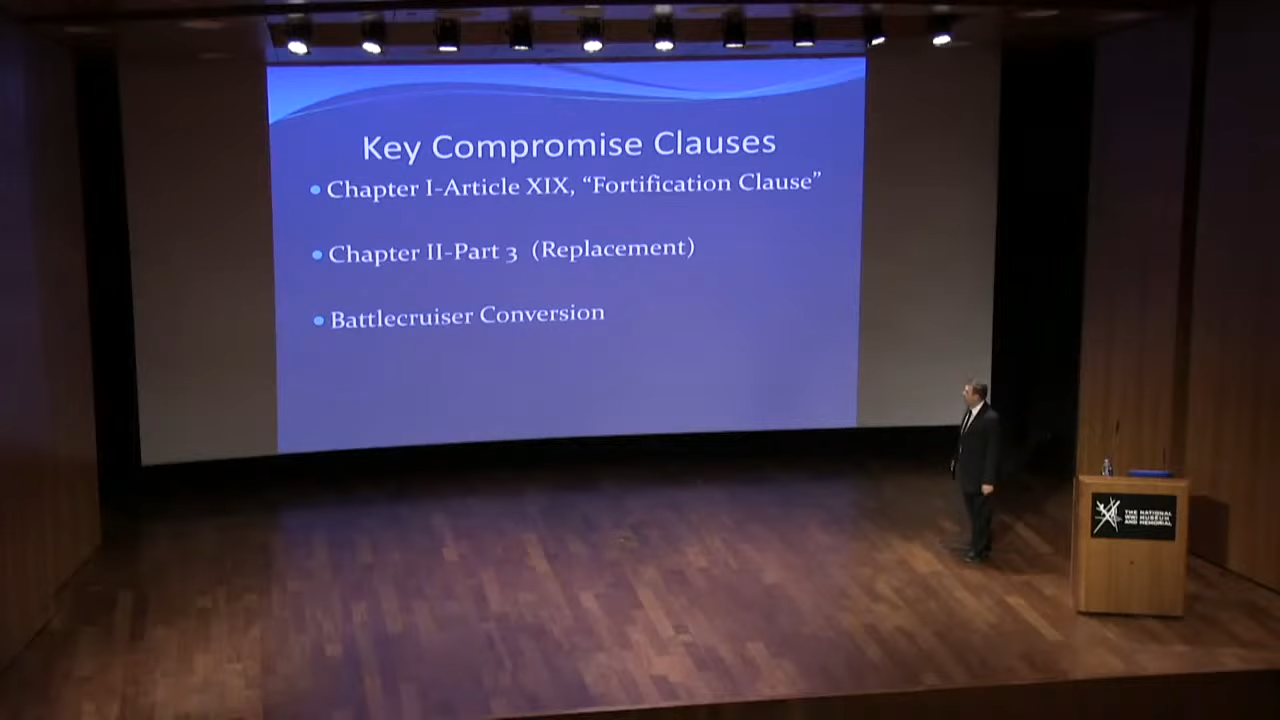 Key Compromise Clauses
• Chapter I-Article XIX, “Fortification Clause”
• Chapter II-Part 3 (Replacement)
• Battlecruiser Conversion
THE NATIONAL
WWI MUSEUM
AND MEMORIAL